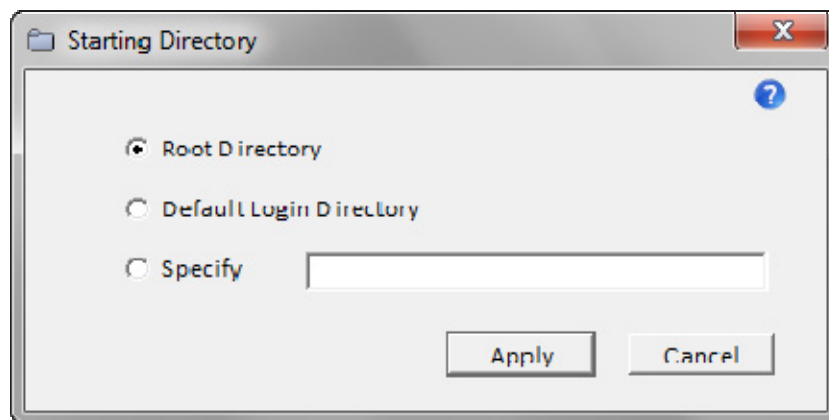 Starting Directory
Root Directory
Default Login Directory
Specify
Apply Cancel